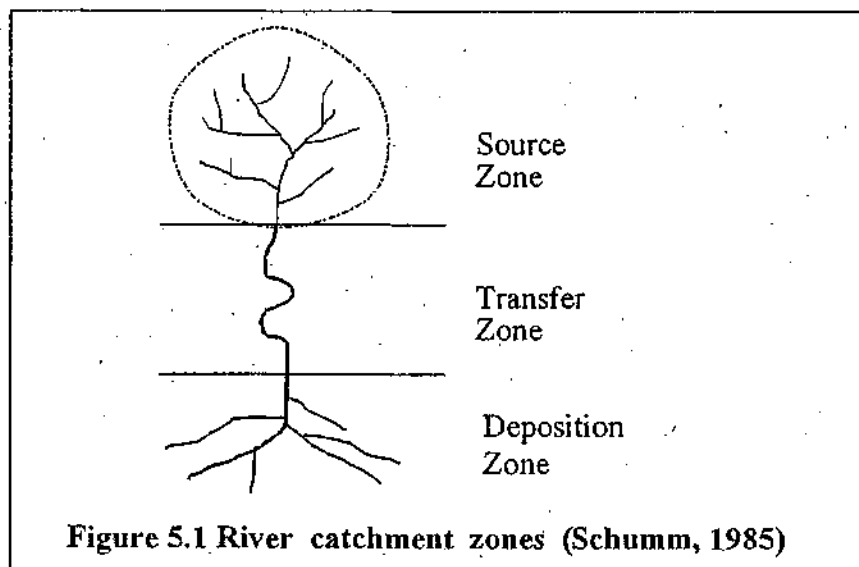 Source
Zone
Transfer
Zone
Deposition
Zone
Figure 5.1 River catchment zones (Schumm, 1985)